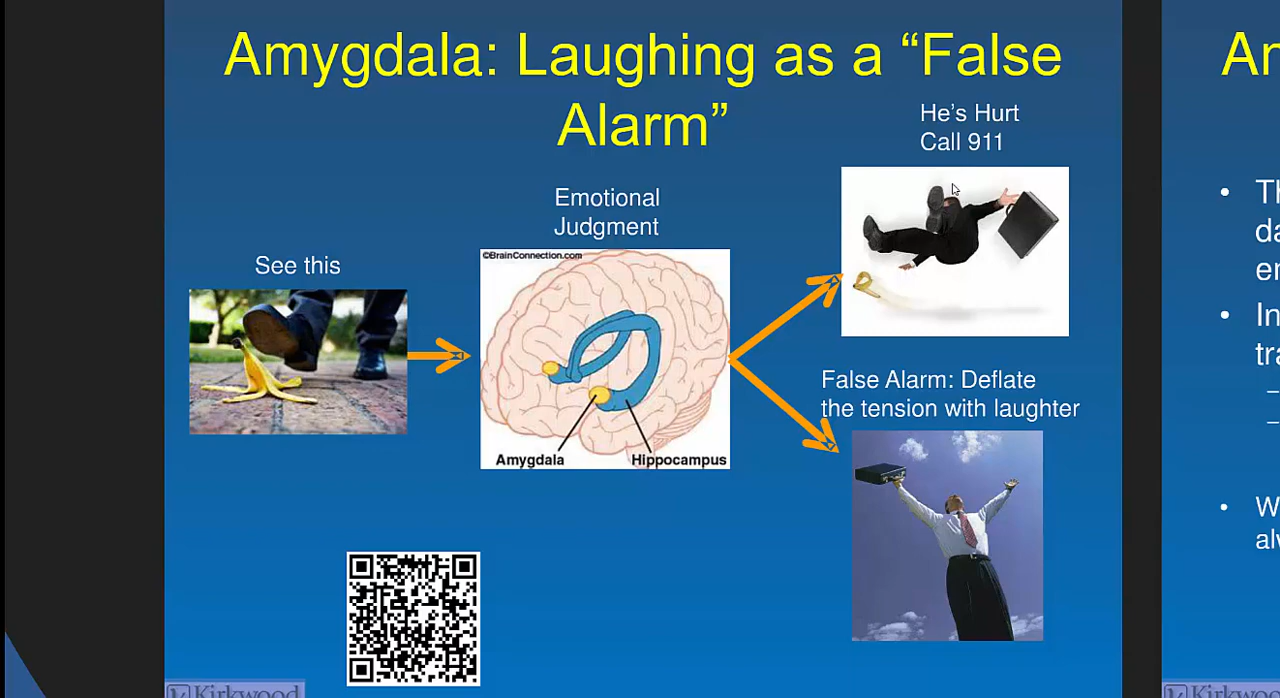 Amygdala: Laughing as a “False
Alarm”
He’s Hurt
Call 911
Emotional
Judgment
See this
©BrainConnection.com
Amygdala
Hippocampus
False Alarm: Deflate
the tension with laughter
Kirkwood
Kirkwood